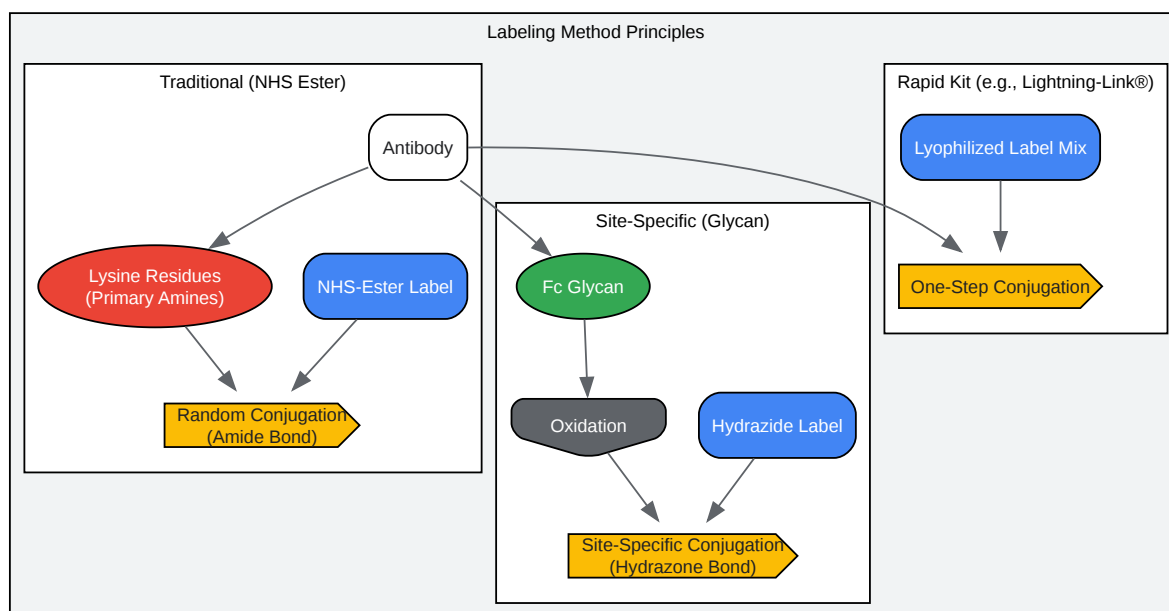 Labeling Method Principles
Traditional (NHS Ester)
Antibody
Lysine Residues
(Primary Amines)
NHS-Ester Label
Random Conjugation
(Amide Bond)
Site-Specific (Glycan)
Fc Glycan
Oxidation
Hydrazide Label
Site-Specific Conjugation
(Hydrazone Bond)
Rapid Kit (e.g., Lightning-Link®)
Lyophilized Label Mix
One-Step Conjugation